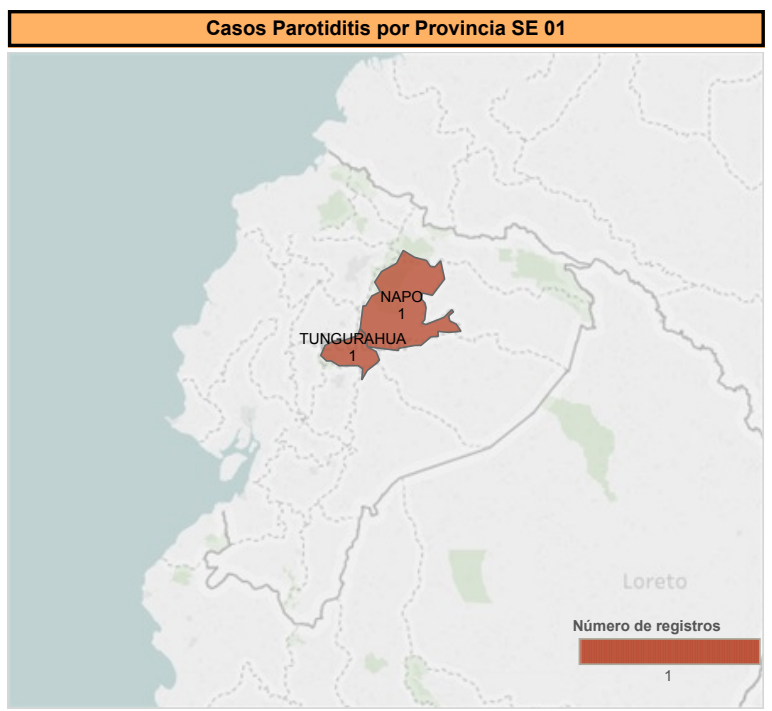 Casos Parotiditis por Provincia SE 01
NAPO
1
TUNGURAHUA
1
Loreto
Número de registros
1